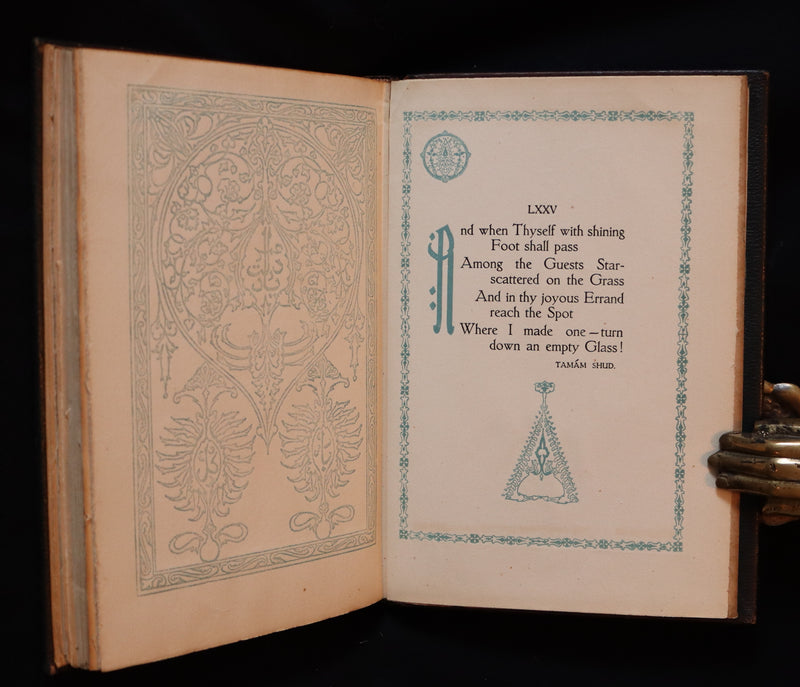 LXXV
And when Thyself with shining
Foot shall pass
Among the Guests Star-
scattered on the Grass
And in thy joyous Errand
reach the Spot
Where I made one—turn
down an empty Glass!
TAMÁM SHUD.